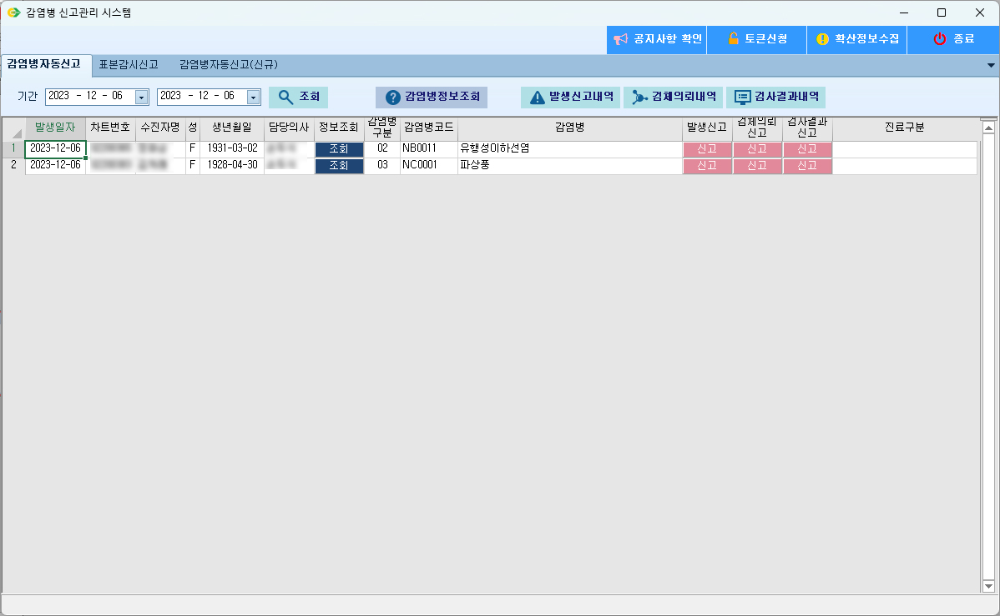 감염병 신고관리 시스템
공지사항 확인 토큰신청 확산정보수집 종료
감염병자동신고 표본감시신고 감염병자동신고(신규)
기간 2023 - 12 - 06 2023 - 12 - 06 조회 감염병정보조회 발생신고내역 검체의뢰내역 검사결과내역
발생일자 차트번호 수진자명 성 생년월일 담당의사 정보조회 감염병 구분 감염병코드 감염병 발생신고 검체의뢰 신고 검사결과 신고 진료구분
1 2023-12-06 F 1931-03-02 조회 02 NB0011 유행성이하선염 신고 신고 신고
2 2023-12-06 F 1928-04-30 조회 03 NC0001 파상풍 신고 신고 신고